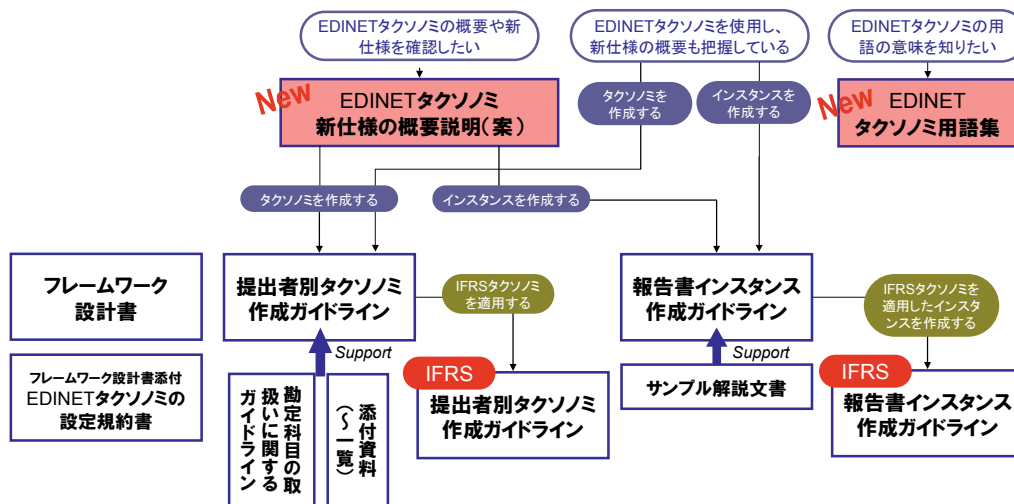 EDINETタクソノミの概要や新
仕様を確認したい
EDINETタクソノミを使用し、
新仕様の概要も把握している
EDINETタクソノミの用
語の意味を知りたい
New
EDINETタクソノミ
新仕様の概要説明(案)
タクソノミを
作成する
インスタンスを
作成する
New
EDINET
タクソノミ用語集
タクソノミを作成する
インスタンスを作成する
フレームワーク
設計書
提出者別タクソノミ
作成ガイドライン
IFRSタクソノミ
を適用する
報告書インスタンス
作成ガイドライン
IFRSタクソノミを
適用したインスタ
ンスを作成する
フレームワーク設計書添付
EDINETタクソノミの
設定規約書
Support
勘定科目の取
扱いに関する
ガイドライン
添付資料
(~一覧)
IFRS
提出者別タクソノミ
作成ガイドライン
Support
サンプル解説文書
IFRS
報告書インスタンス
作成ガイドライン